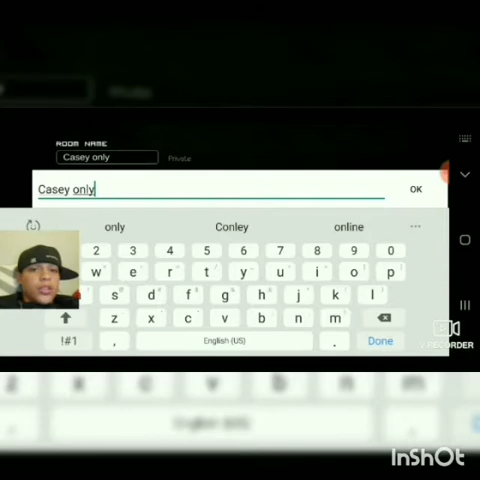 ROOM NAME
Casey only
Private
Casey only
OK
only Conley online ...
2 3 4 5 6 7 8 9 0
w e r t y u i o p
s d f g h j k l
z x c v b n m
!#1 , English (US) . Done
RECORDER
InShOt